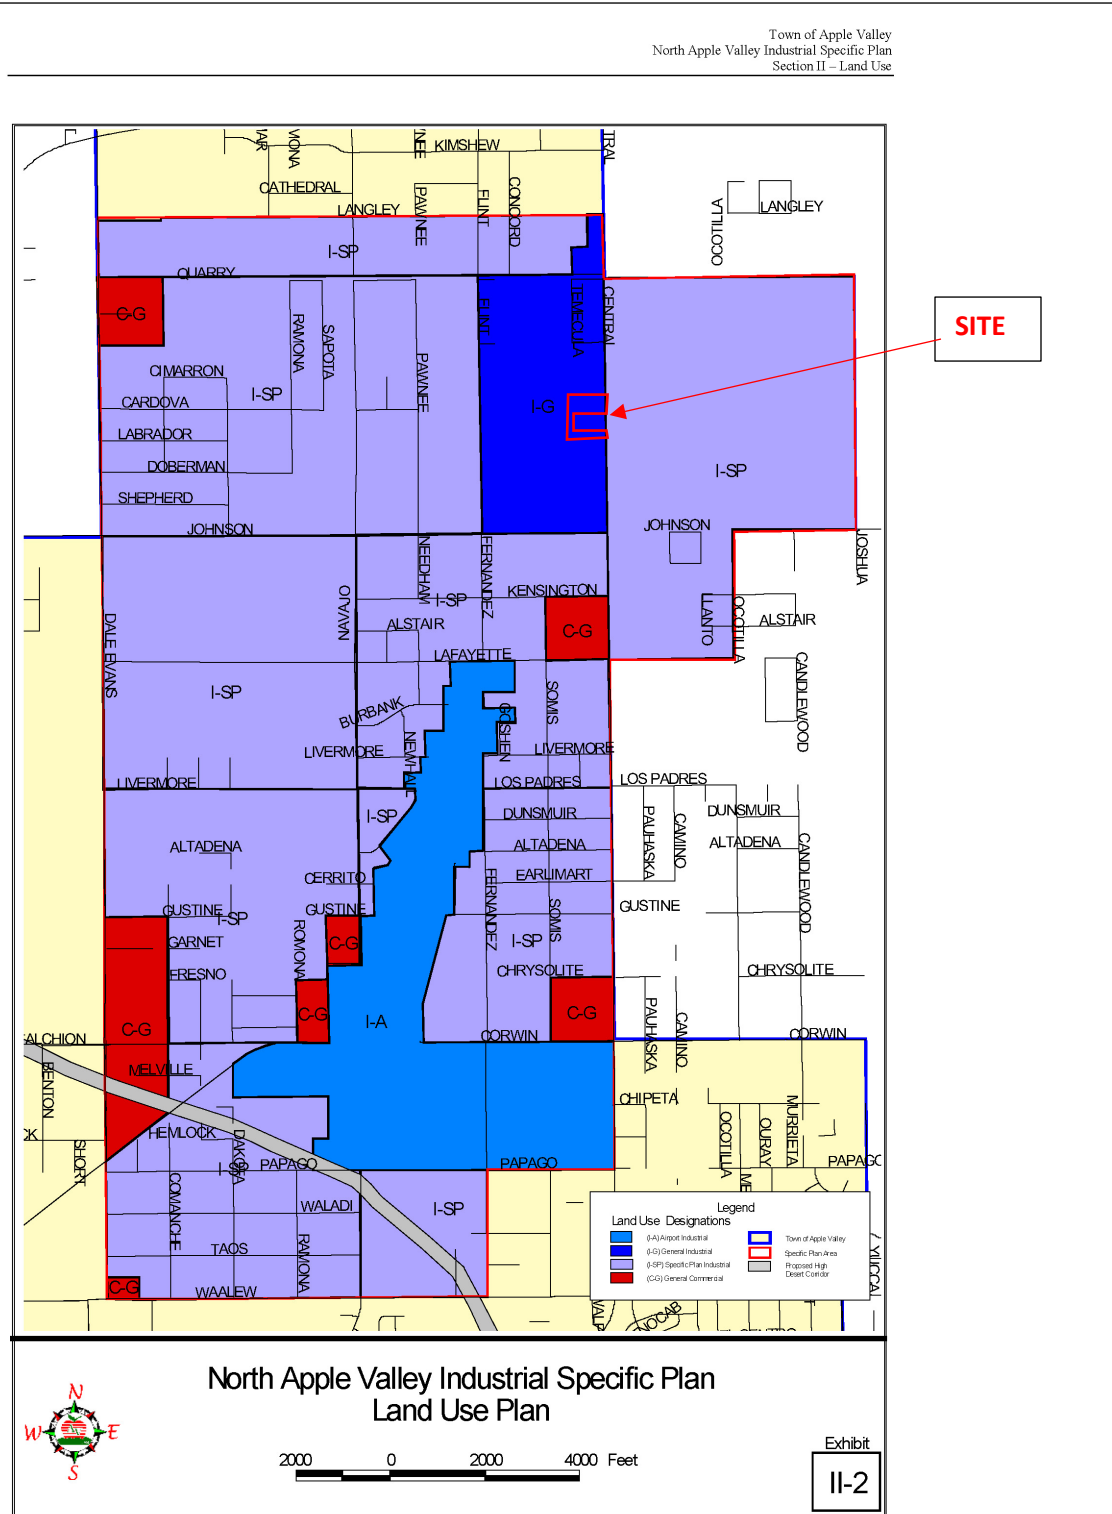 Town of Apple Valley
North Apple Valley Industrial Specific Plan
Section II – Land Use
KIMSHEW
CATHEDRAL
LANGLEY
PAWNEE
FLINT
CONCORD
OCOTILLA
LANGLEY
I-SP
QUARRY
C-G
RAMONA
SAPOTA
PAWNEE
FLINT
TEMECULA
CENTRAL
SITE
CIMARRON
I-SP
CARDOVA
I-G
LABRADOR
DOBERMAN
I-SP
SHEPHERD
JOHNSON
JOHNSON
JOSHUA
NEEDHAM
FERNANDEZ
KENSINGTON
I-SP
NAVAJO
DALE EVANS
ALSTAIR
C-G
LLANTO
OCOTILLA
ALSTAIR
LAFAYETTE
CANDLEWOOD
I-SP
SOMIS
BURBANK
GOSHEN
NEWHALL
LIVERMORE
LIVERMORE
LIVERMORE
LOS PADRES
LOS PADRES
I-SP
DUNSMUIR
PAUHASKA
CAMINO
DUNSMUIR
ALTADENA
ALTADENA
ALTADENA
CANDLEWOOD
CERRITO
EARLIMART
FERNANDEZ
GUSTINE
I-SP
GUSTINE
SOMIS
GUSTINE
GARNET
ROMONA
C-G
I-SP
FRESNO
CHRYSOLITE
CHRYSOLITE
C-G
C-G
I-A
C-G
PAUHASKA
CAMINO
CORWIN
CORWIN
ALCHION
MELVILLE
BENTON
CHIPETA
MURRIETA
OCOTILLA
OURAY
CK
HEMLOCK
DAKOTA
SHORT
I-SP
PAPAGO
PAPAGO
PAPAGO
COMANCHE
WALADI
I-SP
TAOS
RAMONA
C-G
WAALEW
YUCCA
Legend
Land Use Designations
(I-A) Airport Industrial
(I-G) General Industrial
(I-SP) Specific Plan Industrial
(C-G) General Commercial
Town of Apple Valley
Specific Plan Area
Proposed High
Desert Corridor
North Apple Valley Industrial Specific Plan
Land Use Plan
N
W
E
S
2000 0 2000 4000 Feet
Exhibit
II-2